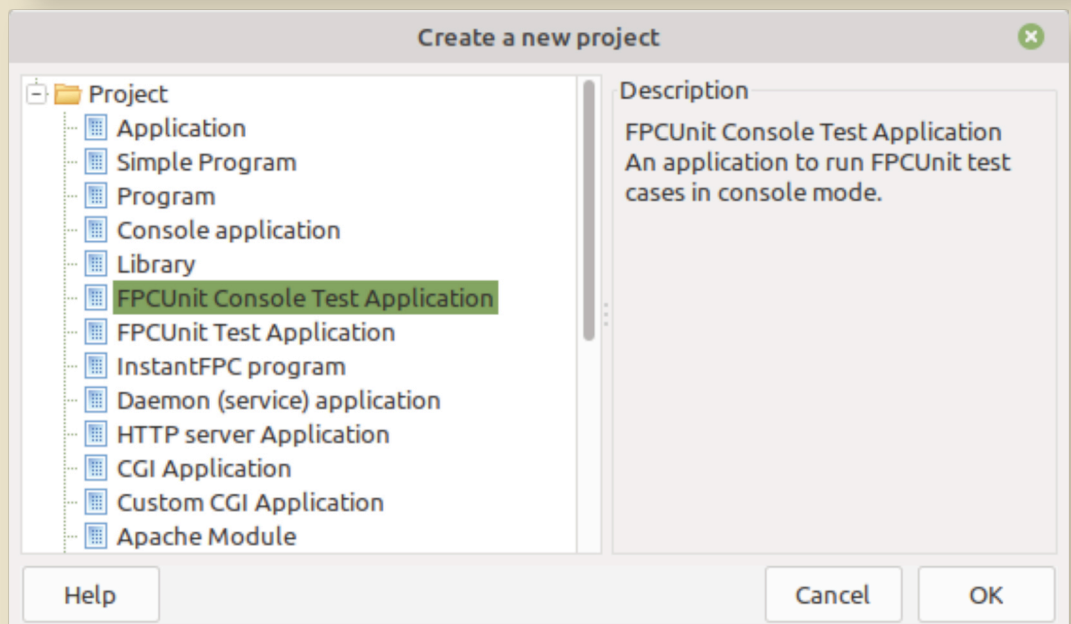 Create a new project
Project
Application
Simple Program
Program
Console application
Library
FPCUnit Console Test Application
FPCUnit Test Application
InstantFPC program
Daemon (service) application
HTTP server Application
CGI Application
Custom CGI Application
Apache Module
Description
FPCUnit Console Test Application
An application to run FPCUnit test
cases in console mode.
Help
Cancel
OK